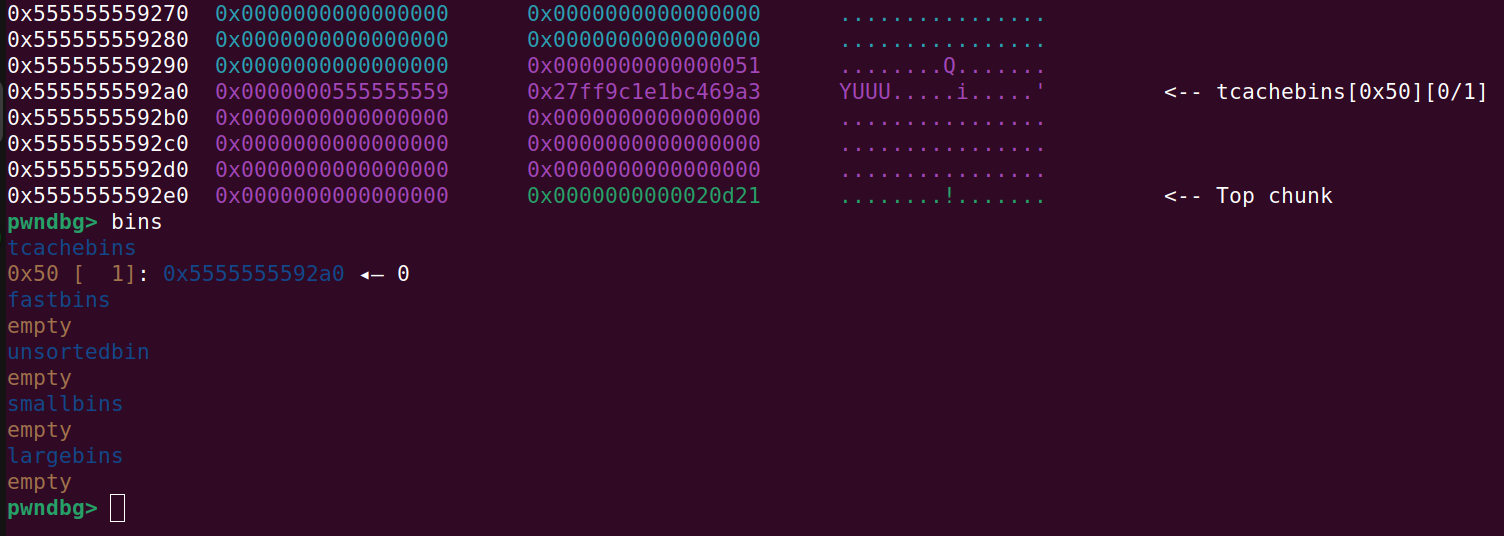 0x555555559270  0x0000000000000000      0x0000000000000000      ................
0x555555559280  0x0000000000000000      0x0000000000000000      ................
0x555555559290  0x0000000000000000      0x0000000000000051      ........Q.......
0x5555555592a0  0x0000000555555559      0x27ff9c1e1bc469a3      YUUU.....i.....'         <-- tcachebins[0x50][0/1]
0x5555555592b0  0x0000000000000000      0x0000000000000000      ................
0x5555555592c0  0x0000000000000000      0x0000000000000000      ................
0x5555555592d0  0x0000000000000000      0x0000000000000000      ................
0x5555555592e0  0x0000000000000000      0x0000000000020d21      ........!.......         <-- Top chunk
pwndbg> bins
tcachebins
0x50 [  1]: 0x5555555592a0 ◂— 0
fastbins
empty
unsortedbin
empty
smallbins
empty
largebins
empty
pwndbg>